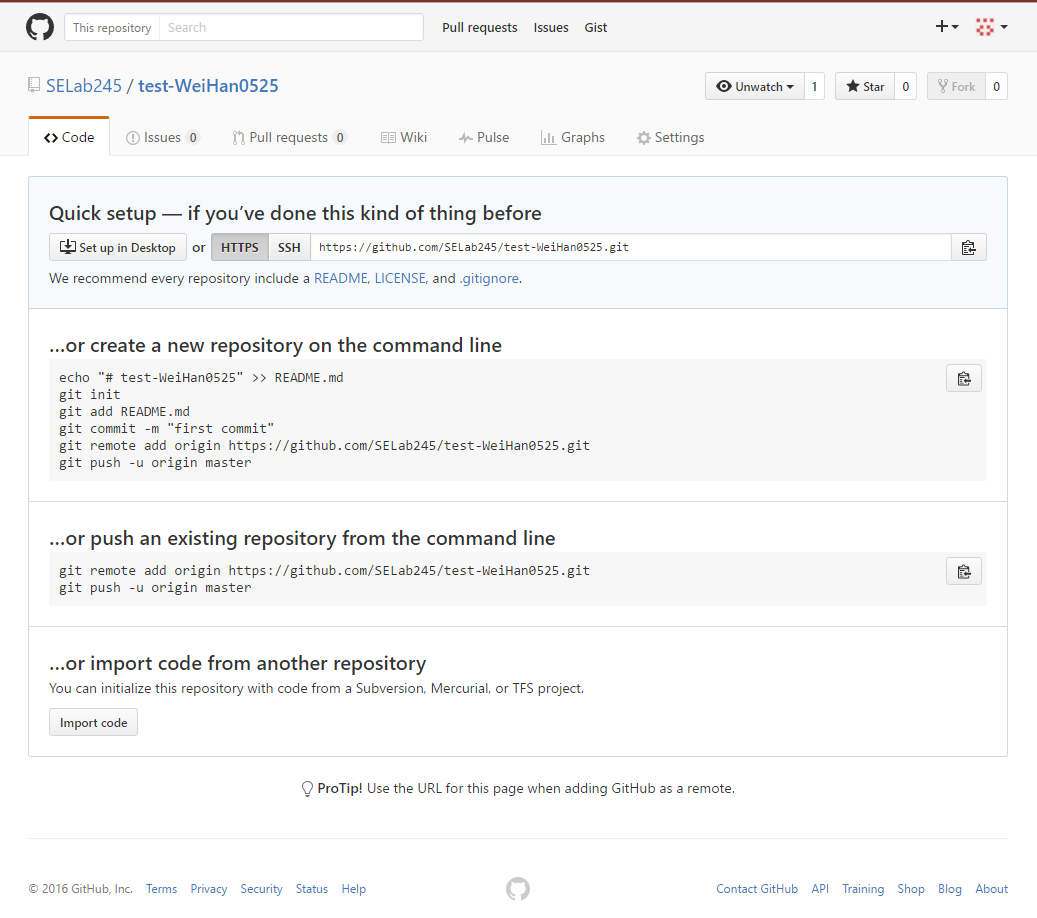 This repository Search Pull requests Issues Gist
SELab245 / test-WeiHan0525 Unwatch 1 Star 0 Fork 0
Code Issues 0 Pull requests 0 Wiki Pulse Graphs Settings
Quick setup — if you’ve done this kind of thing before
Set up in Desktop or HTTPS SSH https://github.com/SELab245/test-WeiHan0525.git
We recommend every repository include a README, LICENSE, and .gitignore.
…or create a new repository on the command line
echo "# test-WeiHan0525" >> README.md
git init
git add README.md
git commit -m "first commit"
git remote add origin https://github.com/SELab245/test-WeiHan0525.git
git push -u origin master
…or push an existing repository from the command line
git remote add origin https://github.com/SELab245/test-WeiHan0525.git
git push -u origin master
…or import code from another repository
You can initialize this repository with code from a Subversion, Mercurial, or TFS project.
Import code
ProTip! Use the URL for this page when adding GitHub as a remote.
© 2016 GitHub, Inc. Terms Privacy Security Status Help Contact GitHub API Training Shop Blog About